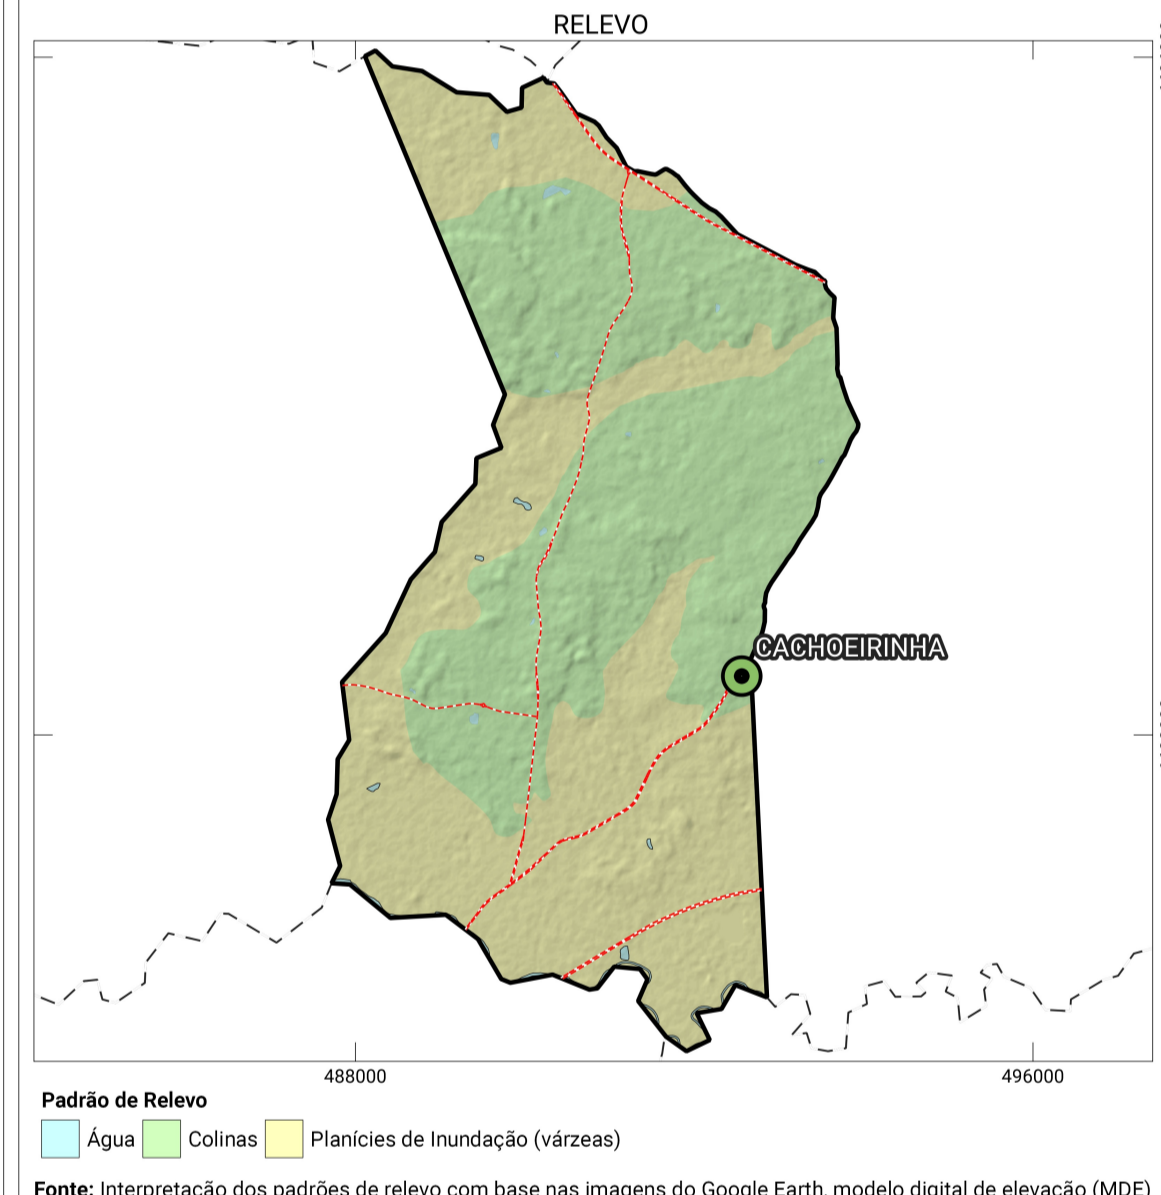 RELEVO
CACHOEIRINHA
488000
496000
Padrão de Relevo
Água
Colinas
Planícies de Inundação (várzeas)
Fonte: Interpretação dos padrões de relevo com base nas imagens do Google Earth, modelo digital de elevação (MDE)